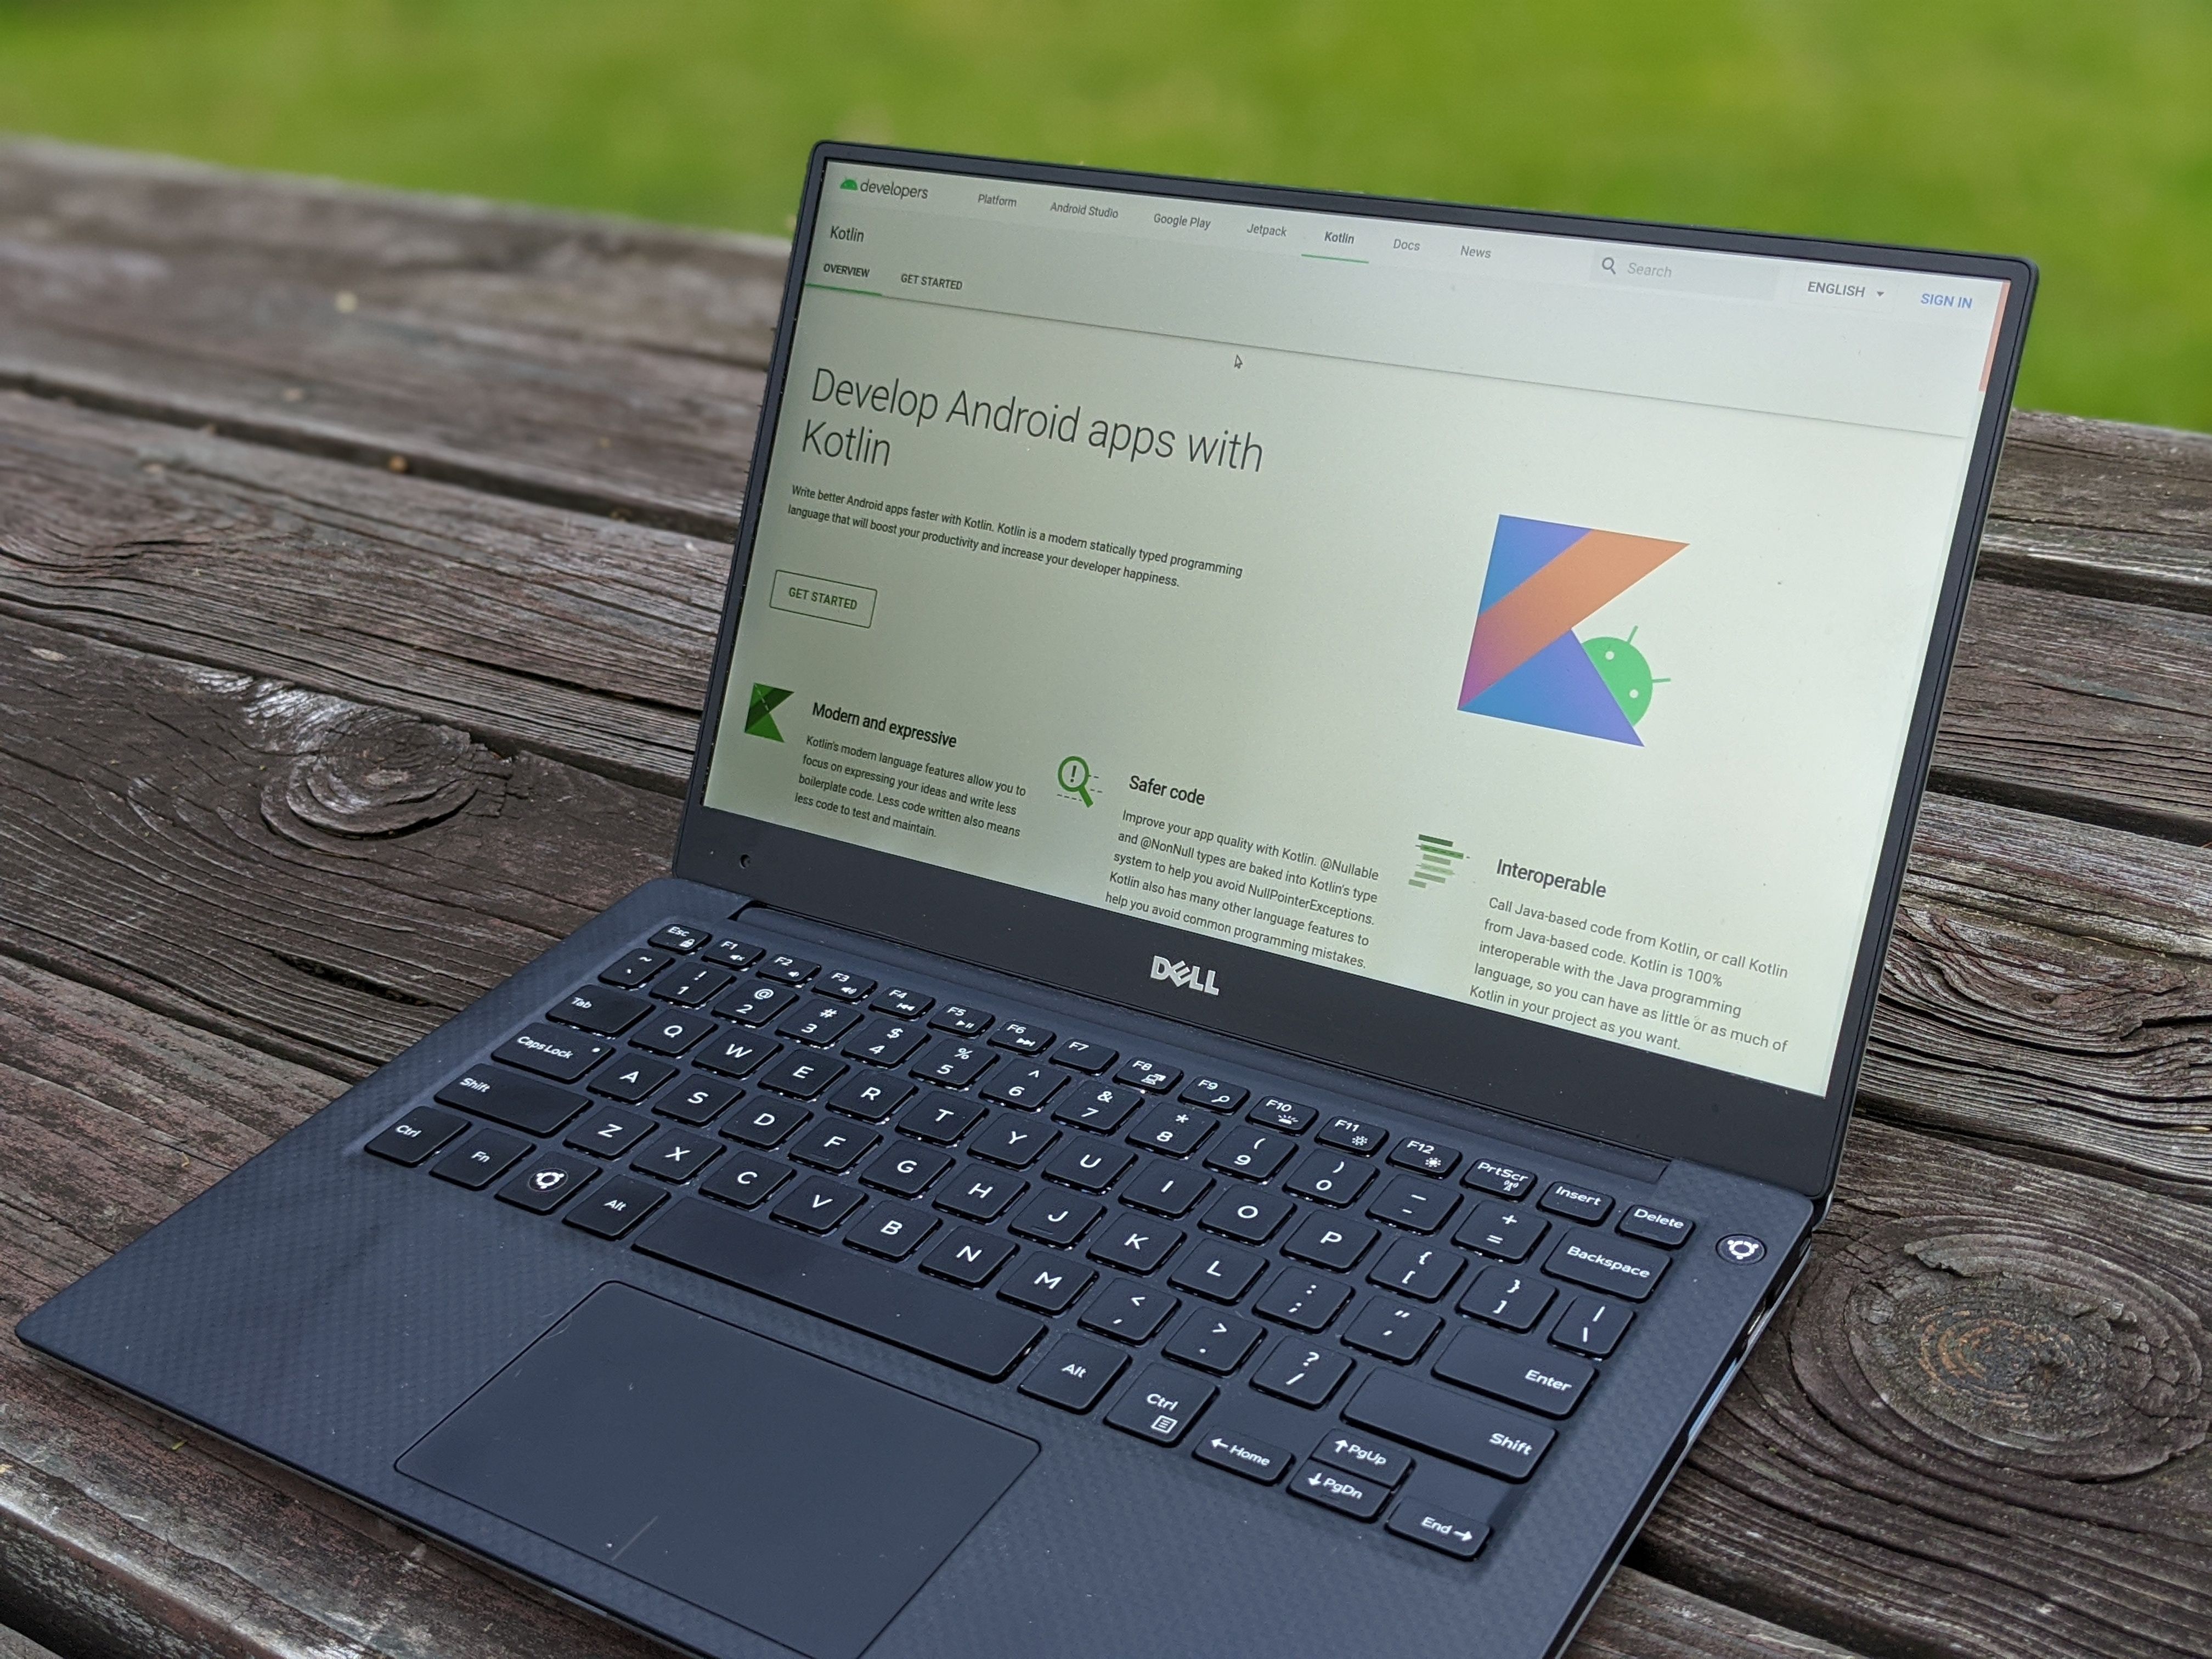 developers
Platform
Android Studio
Google Play
Jetpack
Kotlin
Docs
News
Search
ENGLISH
SIGN IN
Kotlin
OVERVIEW
GET STARTED
Develop Android apps with
Kotlin
Write better Android apps faster with Kotlin. Kotlin is a modern statically typed programming
language that will boost your productivity and increase your developer happiness.
GET STARTED
Modern and expressive
Kotlin's modern language features allow you to
focus on expressing your ideas and write less
boilerplate code. Less code written also means
less code to test and maintain.
Safer code
Improve your app quality with Kotlin. @Nullable
and @NonNull types are baked into Kotlin's type
system to help you avoid NullPointerExceptions.
Kotlin also has many other language features to
help you avoid common programming mistakes.
Interoperable
Call Java-based code from Kotlin, or call Kotlin
from Java-based code. Kotlin is 100%
interoperable with the Java programming
language, so you can have as little or as much of
Kotlin in your project as you want.
DELL
Esc F1 F2 F3 F4 F5 F6 F7 F8 F9 F10 F11 F12 PrtScr Insert Delete
~ ! @ # $ % ^ & * ( ) _ +
` 1 2 3 4 5 6 7 8 9 0 - = Backspace
Tab Q W E R T Y U I O P { [ } ] | \
Caps Lock A S D F G H J K L : ; " ' Enter
Shift Z X C V B N M < , > . ? / Shift
Ctrl Fn Alt Alt Ctrl Home PgUp
PgDn End